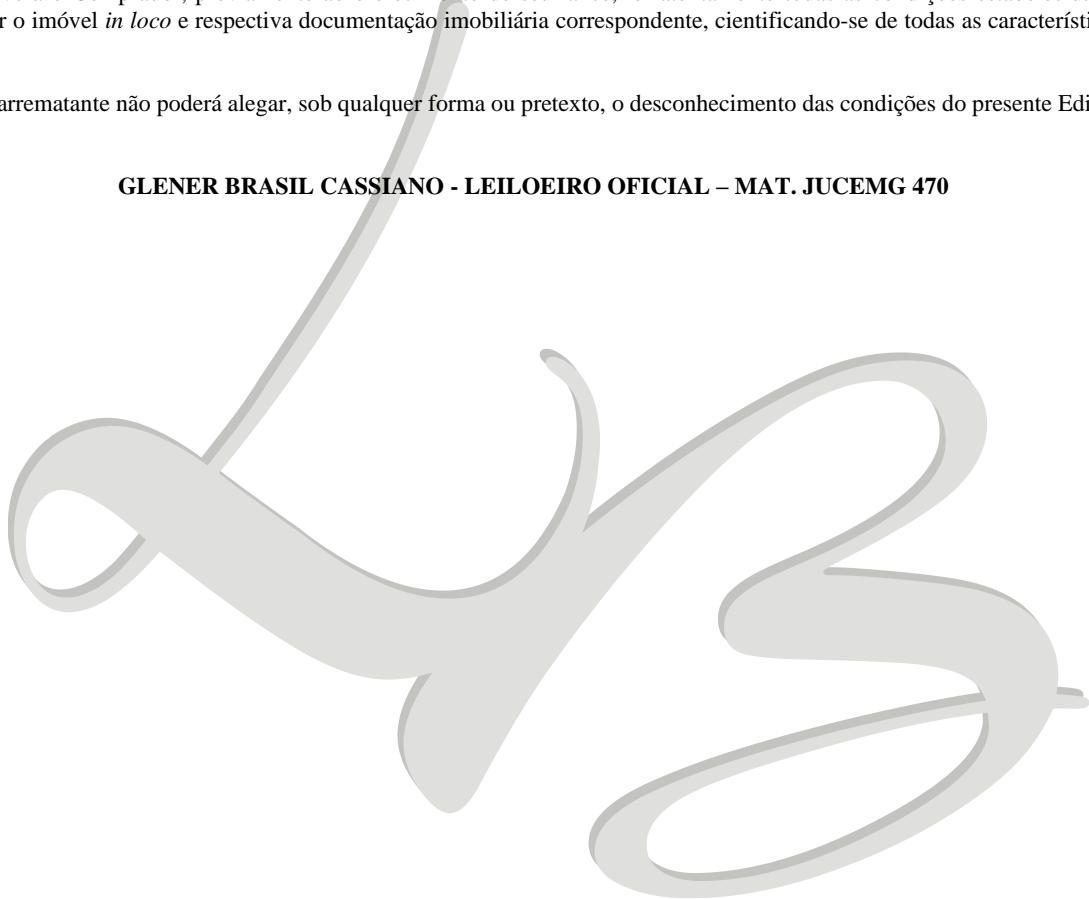 r o imóvel in loco e respectiva documentação imobiliária correspondente, cientificando-se de todas as característi
arrematante não poderá alegar, sob qualquer forma ou pretexto, o desconhecimento das condições do presente Edi
GLENER BRASIL CASSIANO - LEILOEIRO OFICIAL – MAT. JUCEMG 470